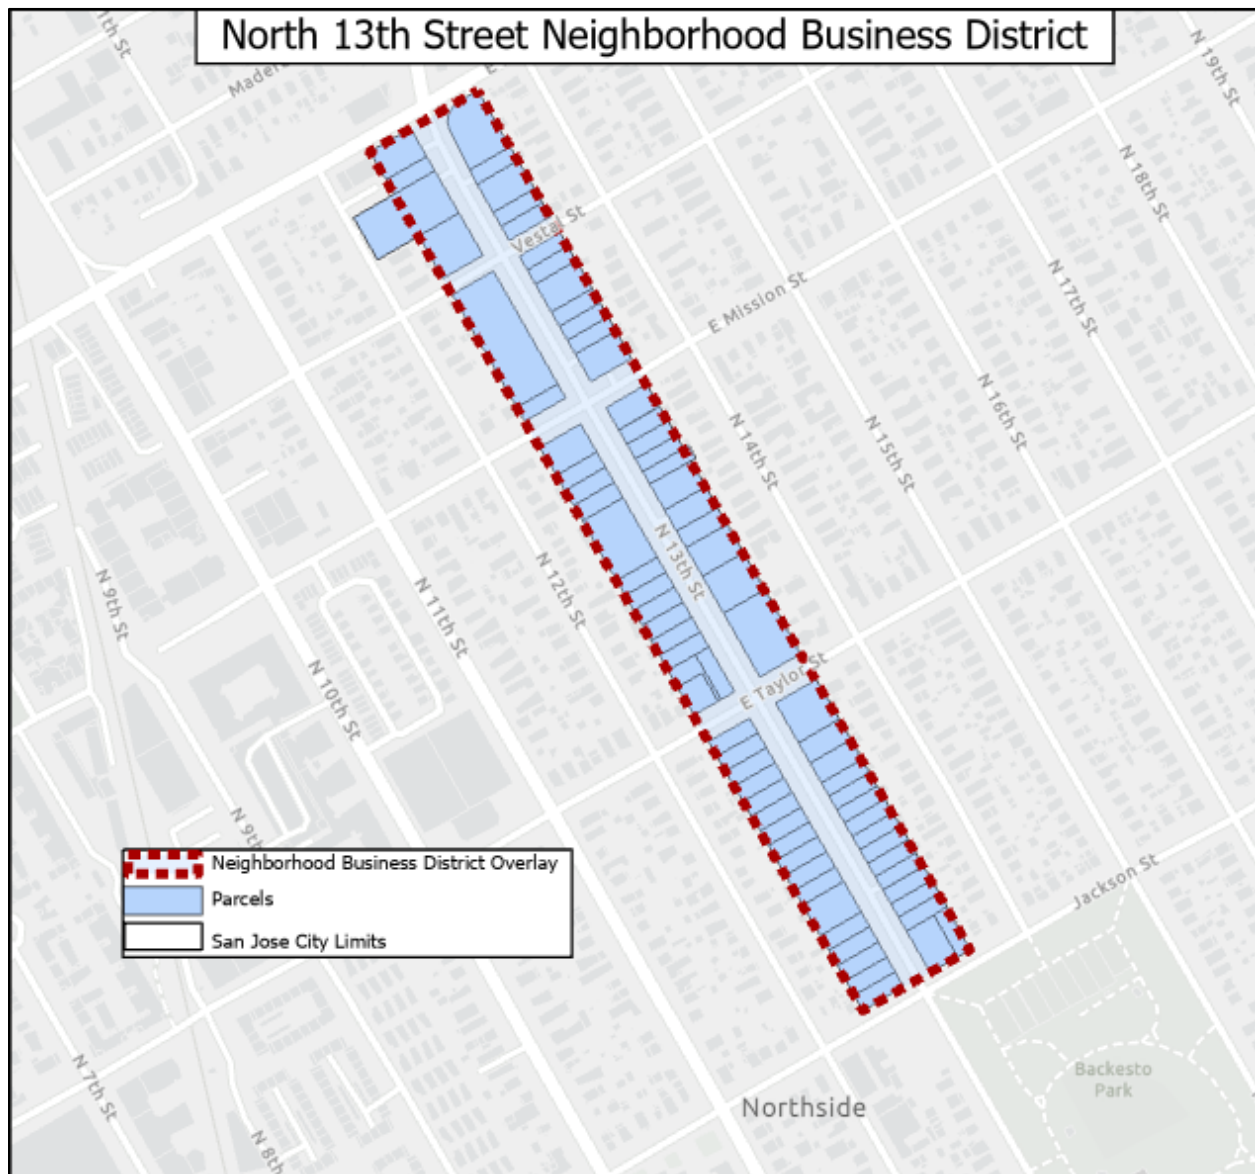 North 13th Street Neighborhood Business District
N 19th St
N 18th St
Vestal St
E Mission St
N 17th St
N 16th St
N 14th St
N 15th St
N 13th St
N 12th St
N 11th St
N 9th St
N 10th St
E Taylor St
N 9th
Neighborhood Business District Overlay
Parcels
San Jose City Limits
Jackson St
N 7th St
N 8th
Backesto
Park
Northside